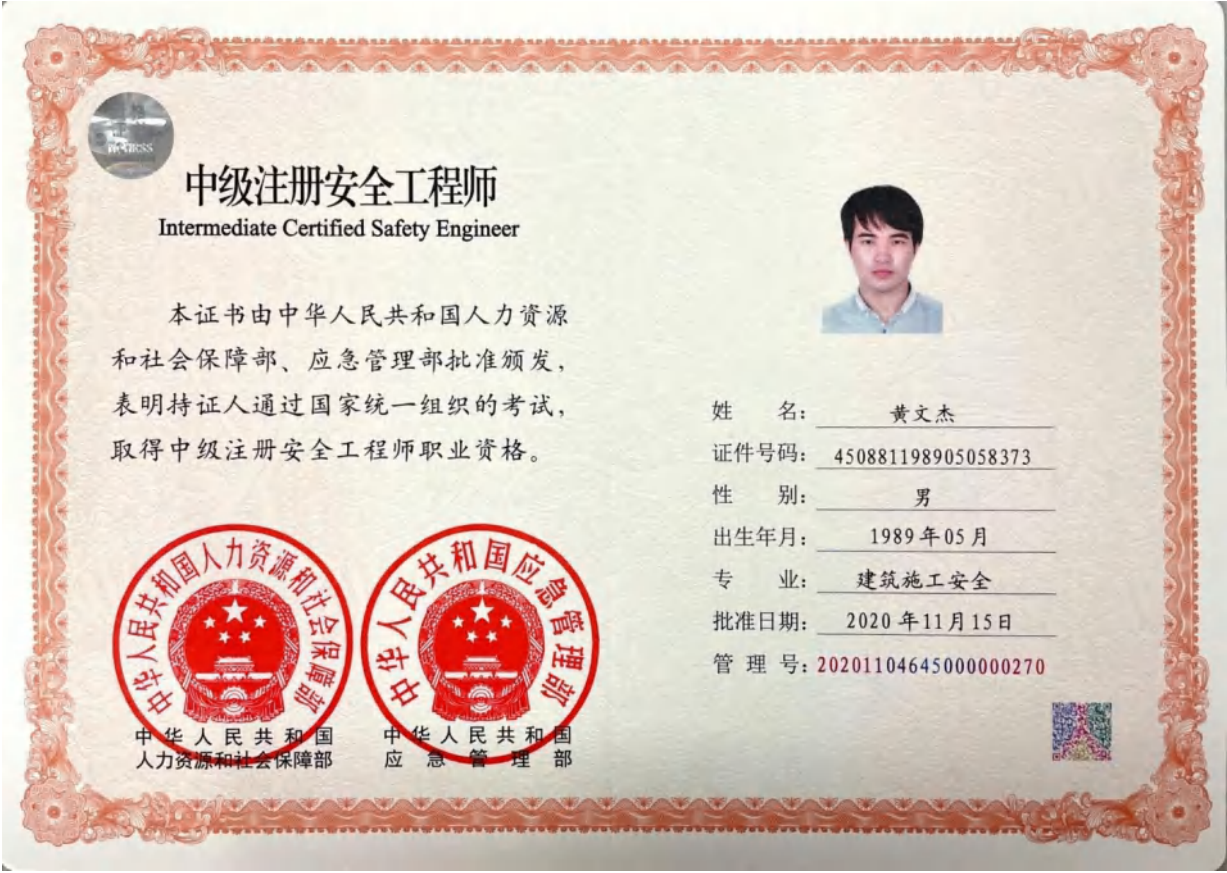 中级注册安全工程师
Intermediate Certified Safety Engineer
本证书由中华人民共和国人力资源
和社会保障部、应急管理部批准颁发，
表明持证人通过国家统一组织的考试，
取得中级注册安全工程师职业资格。
中华人民共和国人力资源和社会保障部
中华人民共和国应急管理部
中华人民共和国
人力资源和社会保障部
中华人民共和国
应急管理部
姓 名：黄文杰
证件号码：450881198905058373
性 别：男
出生年月：1989年05月
专 业：建筑施工安全
批准日期：2020年11月15日
管 理 号：20201104645000000270